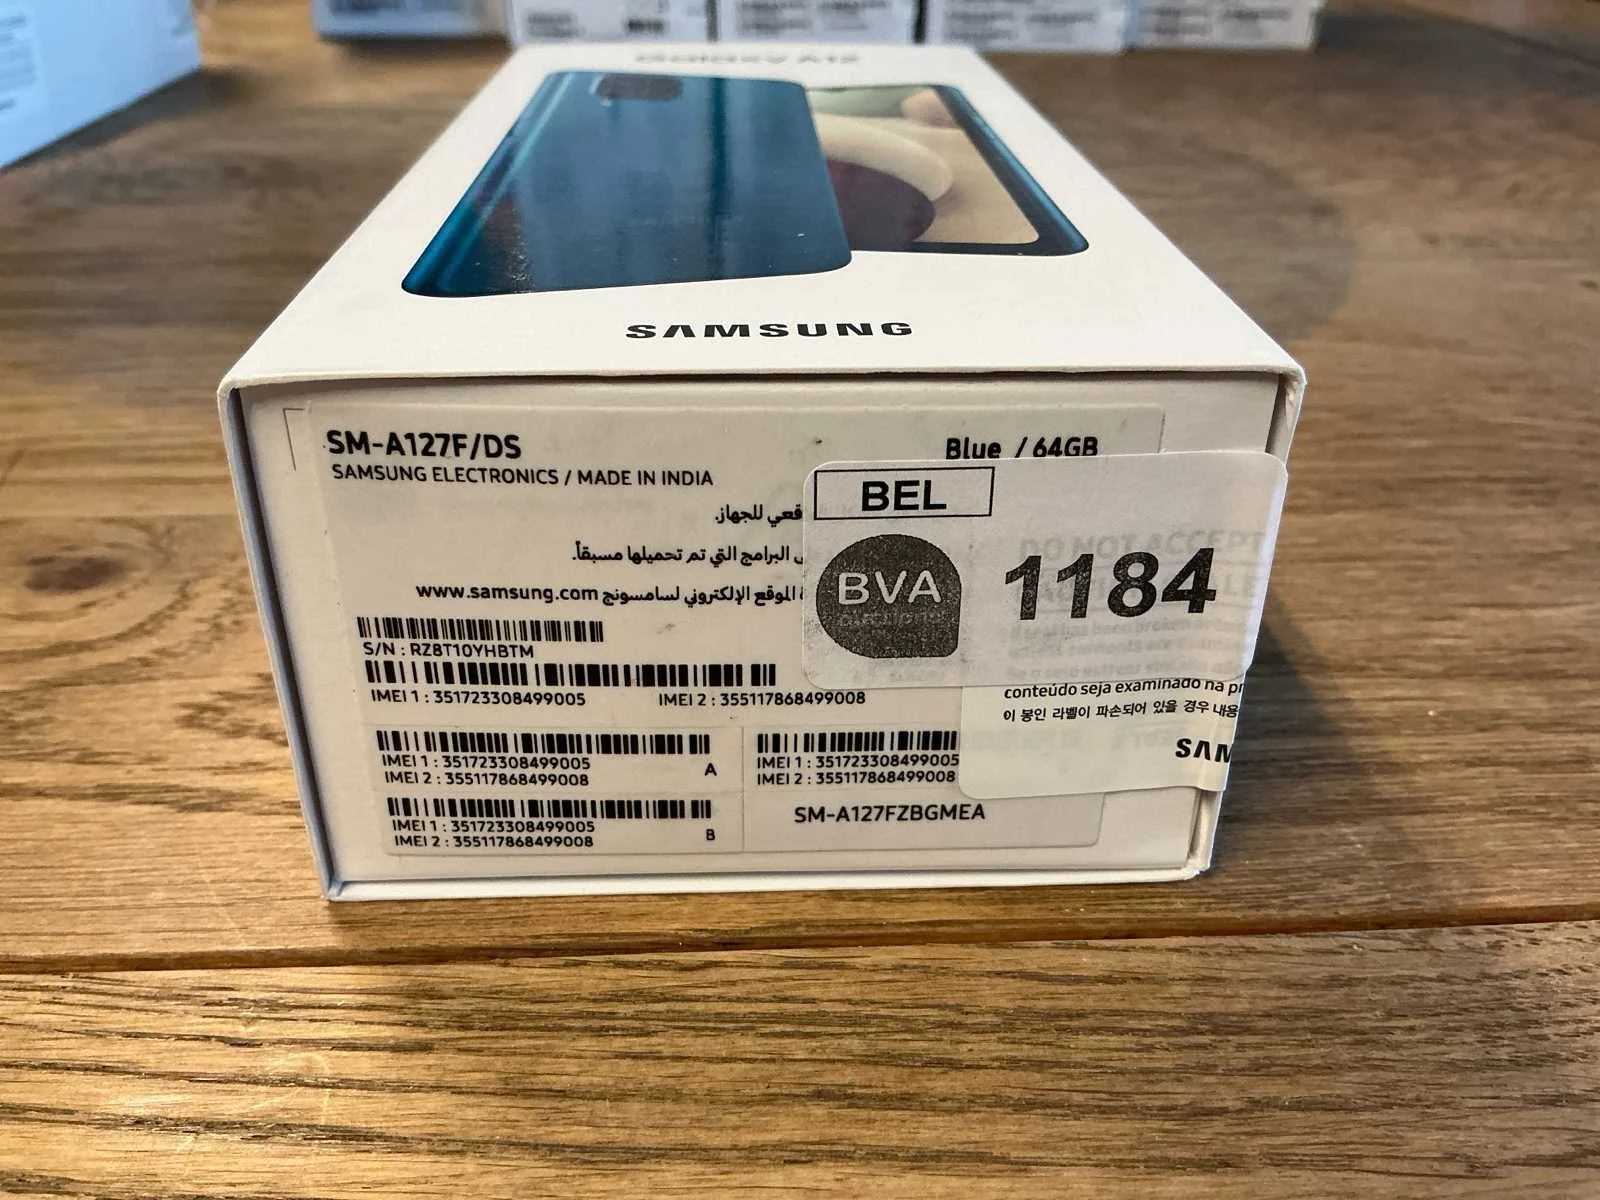 Galaxy A12
SAMSUNG
SM-A127F/DS
Blue / 64GB
SAMSUNG ELECTRONICS / MADE IN INDIA
للجهاز.
البرامج التي تم تحميلها مسبقاً.
الموقع الإلكتروني لسامسونج www.samsung.com
S/N : RZ8T10YHBTM
IMEI 1 : 351723308499005 IMEI 2 : 355117868499008
IMEI 1 : 351723308499005
IMEI 2 : 355117868499008
A
IMEI 1 : 351723308499005
IMEI 2 : 355117868499008
B
IMEI 1 : 351723308499005
IMEI 2 : 355117868499008
SM-A127FZBGMEA
BEL
BVA
auctions
1184
DO NOT ACCEPT
conteúdo seja examinado na
이 봉인 라벨이 파손되어 있을 경우 내용
SAM